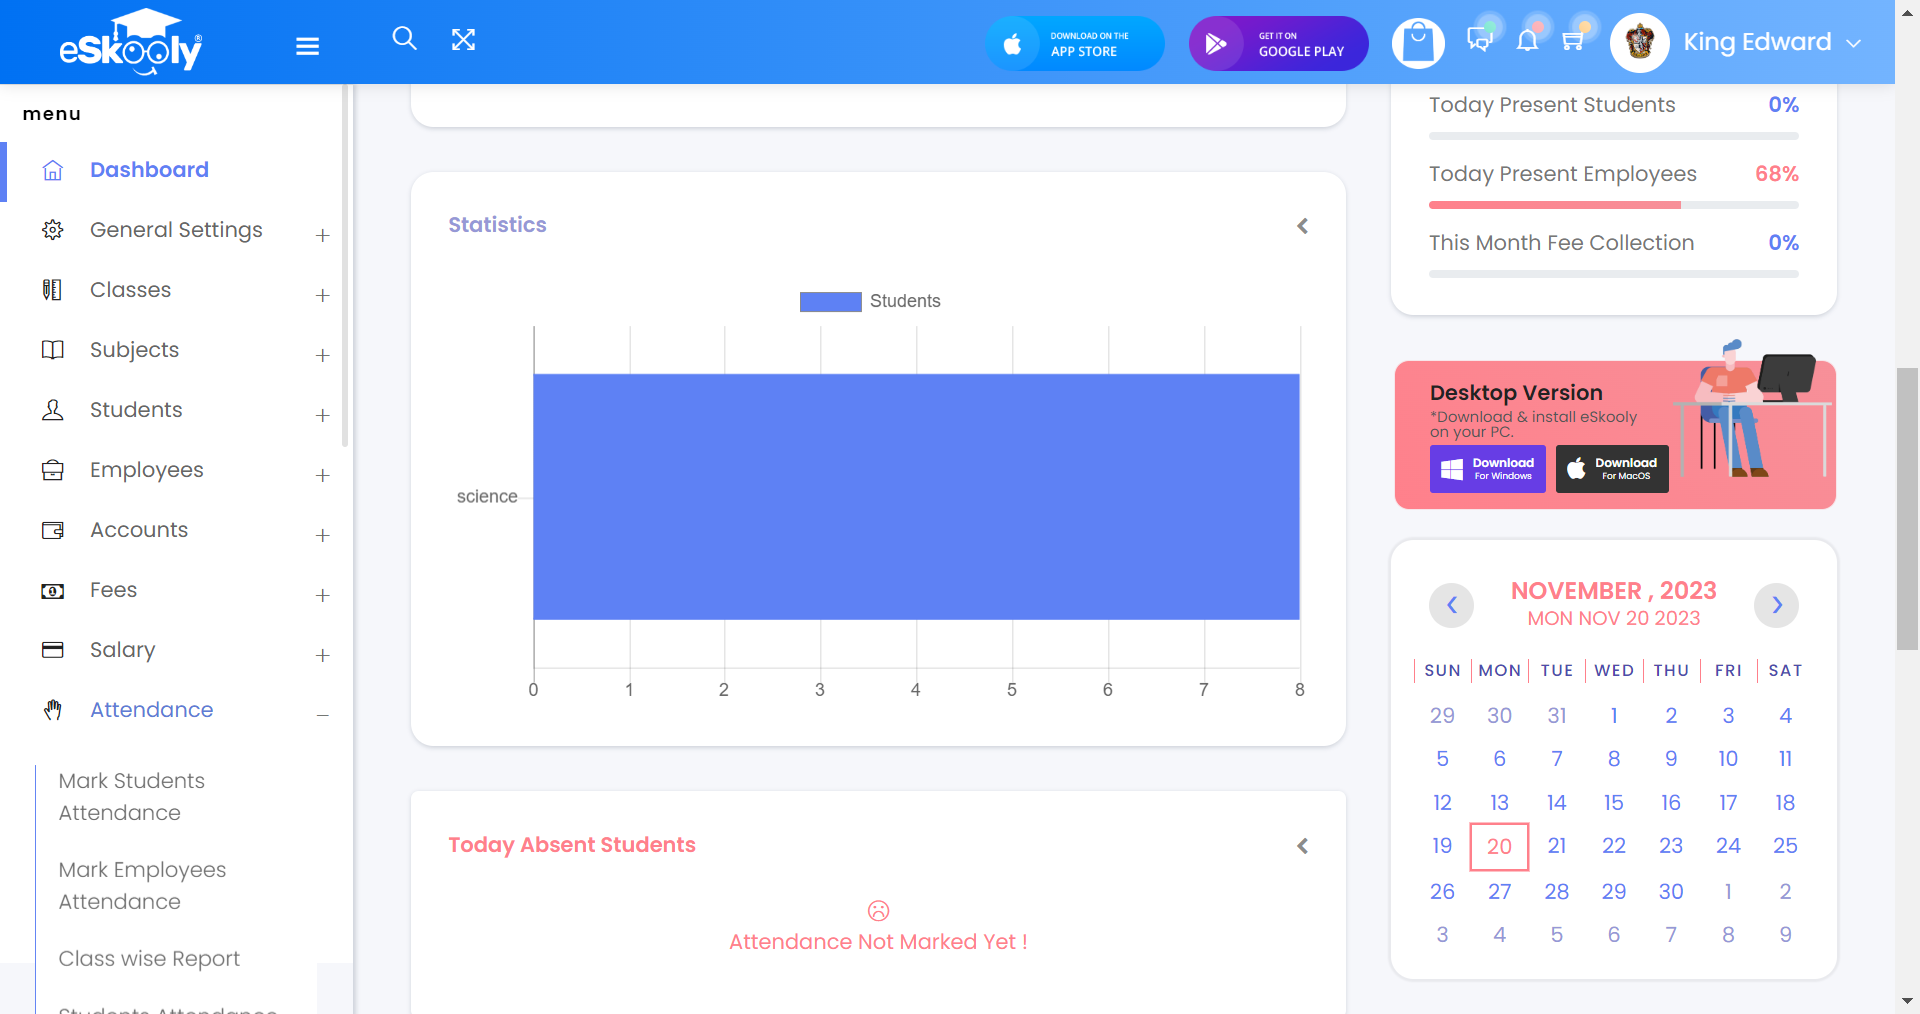 eSkooly®
DOWNLOAD ON THE
APP STORE
GET IT ON
GOOGLE PLAY
King Edward
menu
Dashboard
General Settings
Classes
Subjects
Students
Employees
Accounts
Fees
Salary
Attendance
Mark Students
Attendance
Mark Employees
Attendance
Class wise Report
Students Attendance
Statistics
Students
science
0 1 2 3 4 5 6 7 8
Today Absent Students
Attendance Not Marked Yet !
Today Present Students 0%
Today Present Employees 68%
This Month Fee Collection 0%
Desktop Version
*Download & install eSkooly
on your PC.
Download
For Windows
Download
For MacOS
NOVEMBER , 2023
MON NOV 20 2023
SUN MON TUE WED THU FRI SAT
29 30 31 1 2 3 4
5 6 7 8 9 10 11
12 13 14 15 16 17 18
19 20 21 22 23 24 25
26 27 28 29 30 1 2
3 4 5 6 7 8 9